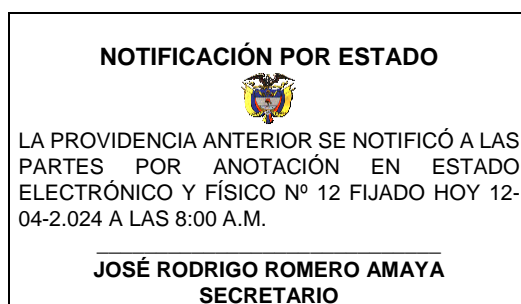 NOTIFICACIÓN POR ESTADO
LA PROVIDENCIA ANTERIOR SE NOTIFICÓ A LAS
PARTES POR ANOTACIÓN EN ESTADO
ELECTRÓNICO Y FÍSICO Nº 12 FIJADO HOY 12-
04-2.024 A LAS 8:00 A.M.
JOSÉ RODRIGO ROMERO AMAYA
SECRETARIO